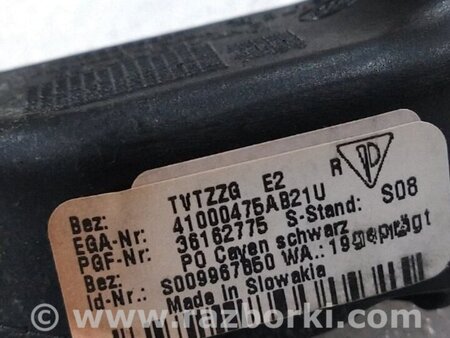 Bez: TVTZZG E2 R
EGA-Nr: 41000475AB21U
PGF-Nr: 36162775 S-Stand: S08
Bez: PO Cayen schwarz
Id-Nr.: S009967850 WA.: 19geprägt
Made In Slowakia
www.razborki.com